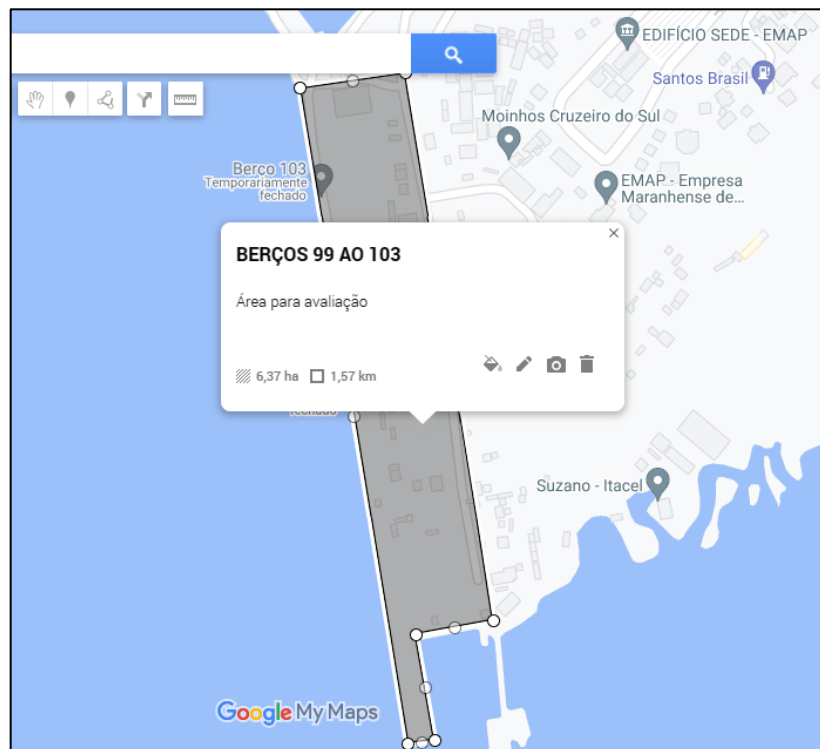 EDIFÍCIO SEDE - EMAP
Santos Brasil
Moinhos Cruzeiro do Sul
Berço 103
Temporariamente
fechado
EMAP - Empresa
Maranhense de...
BERÇOS 99 AO 103
Área para avaliação
6,37 ha 1,57 km
fechado
Suzano - Itacel
Google My Maps